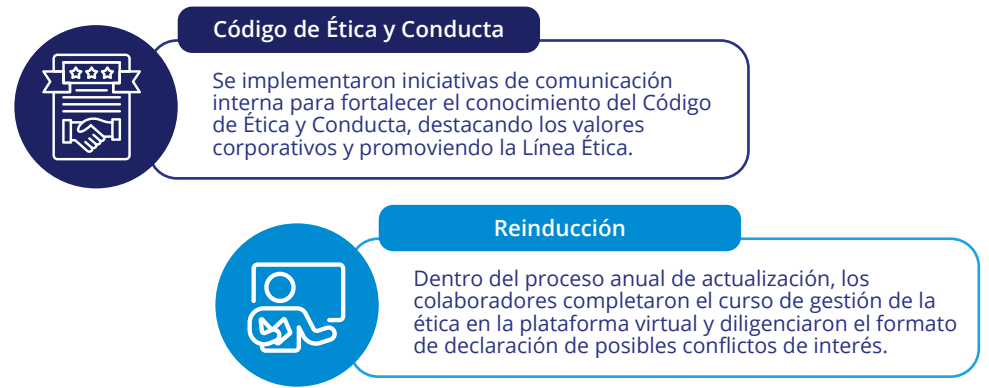 Código de Ética y Conducta
Se implementaron iniciativas de comunicación
interna para fortalecer el conocimiento del Código
de Ética y Conducta, destacando los valores
corporativos y promoviendo la Línea Ética.
Reinducción
Dentro del proceso anual de actualización, los
colaboradores completaron el curso de gestión de la
ética en la plataforma virtual y diligenciaron el formato
de declaración de posibles conflictos de interés.